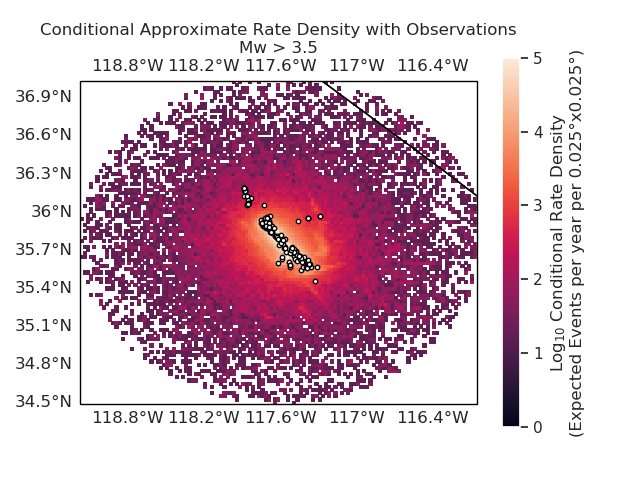 Conditional Approximate Rate Density with Observations
Mw > 3.5
118.8°W 118.2°W 117.6°W 117°W 116.4°W
36.9°N
36.6°N
36.3°N
36°N
35.7°N
35.4°N
35.1°N
34.8°N
34.5°N
118.8°W 118.2°W 117.6°W 117°W 116.4°W
5
4
3
2
1
0
Log₁₀ Conditional Rate Density
(Expected Events per year per 0.025°x0.025°)